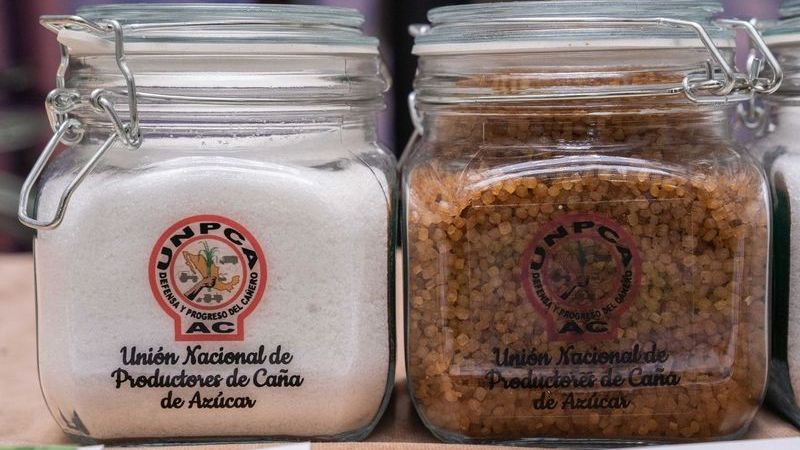 UNPCA
DEFENSA Y PROGRESO DEL CAÑERO
AC
Unión Nacional de
Productores de Caña
de Azúcar
UNPCA
DEFENSA Y PROGRESO DEL CAÑERO
AC
Unión Nacional de
Productores de Caña
de Azúcar